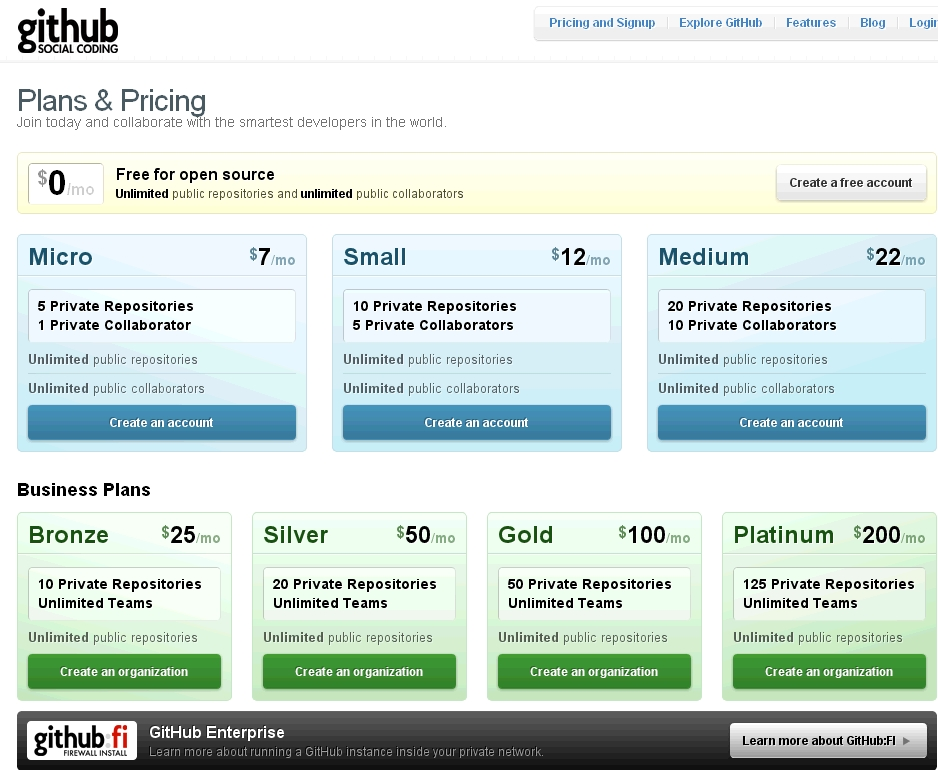 github
SOCIAL CODING
Pricing and Signup Explore GitHub Features Blog Login
Plans & Pricing
Join today and collaborate with the smartest developers in the world.
$0/mo
Free for open source
Unlimited public repositories and unlimited public collaborators
Create a free account
Micro $7/mo
5 Private Repositories
1 Private Collaborator
Unlimited public repositories
Unlimited public collaborators
Create an account
Small $12/mo
10 Private Repositories
5 Private Collaborators
Unlimited public repositories
Unlimited public collaborators
Create an account
Medium $22/mo
20 Private Repositories
10 Private Collaborators
Unlimited public repositories
Unlimited public collaborators
Create an account
Business Plans
Bronze $25/mo
10 Private Repositories
Unlimited Teams
Unlimited public repositories
Create an organization
Silver $50/mo
20 Private Repositories
Unlimited Teams
Unlimited public repositories
Create an organization
Gold $100/mo
50 Private Repositories
Unlimited Teams
Unlimited public repositories
Create an organization
Platinum $200/mo
125 Private Repositories
Unlimited Teams
Unlimited public repositories
Create an organization
github:fi
FIREWALL INSTALL
GitHub Enterprise
Learn more about running a GitHub instance inside your private network.
Learn more about GitHub:FI